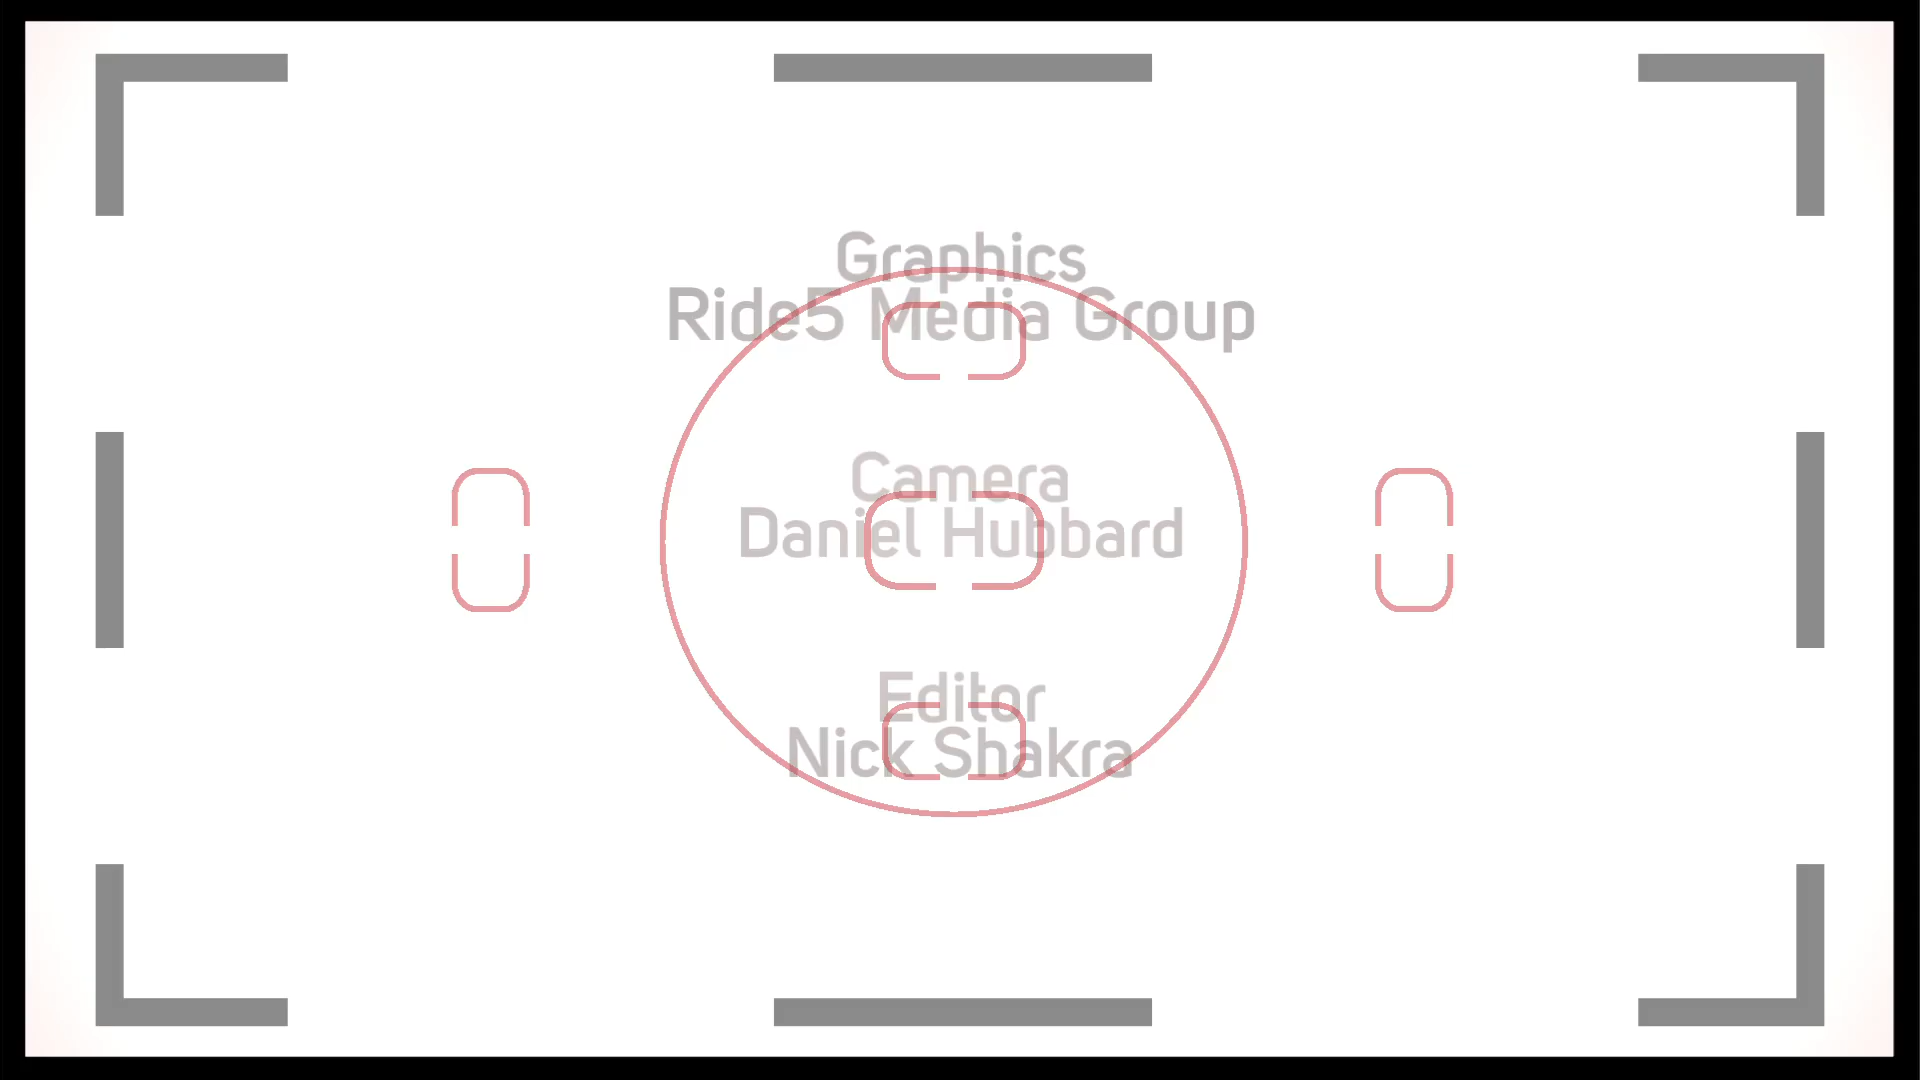 Graphics
Ride5 Media Group
Camera
Daniel Hubbard
Editor
Nick Shakra